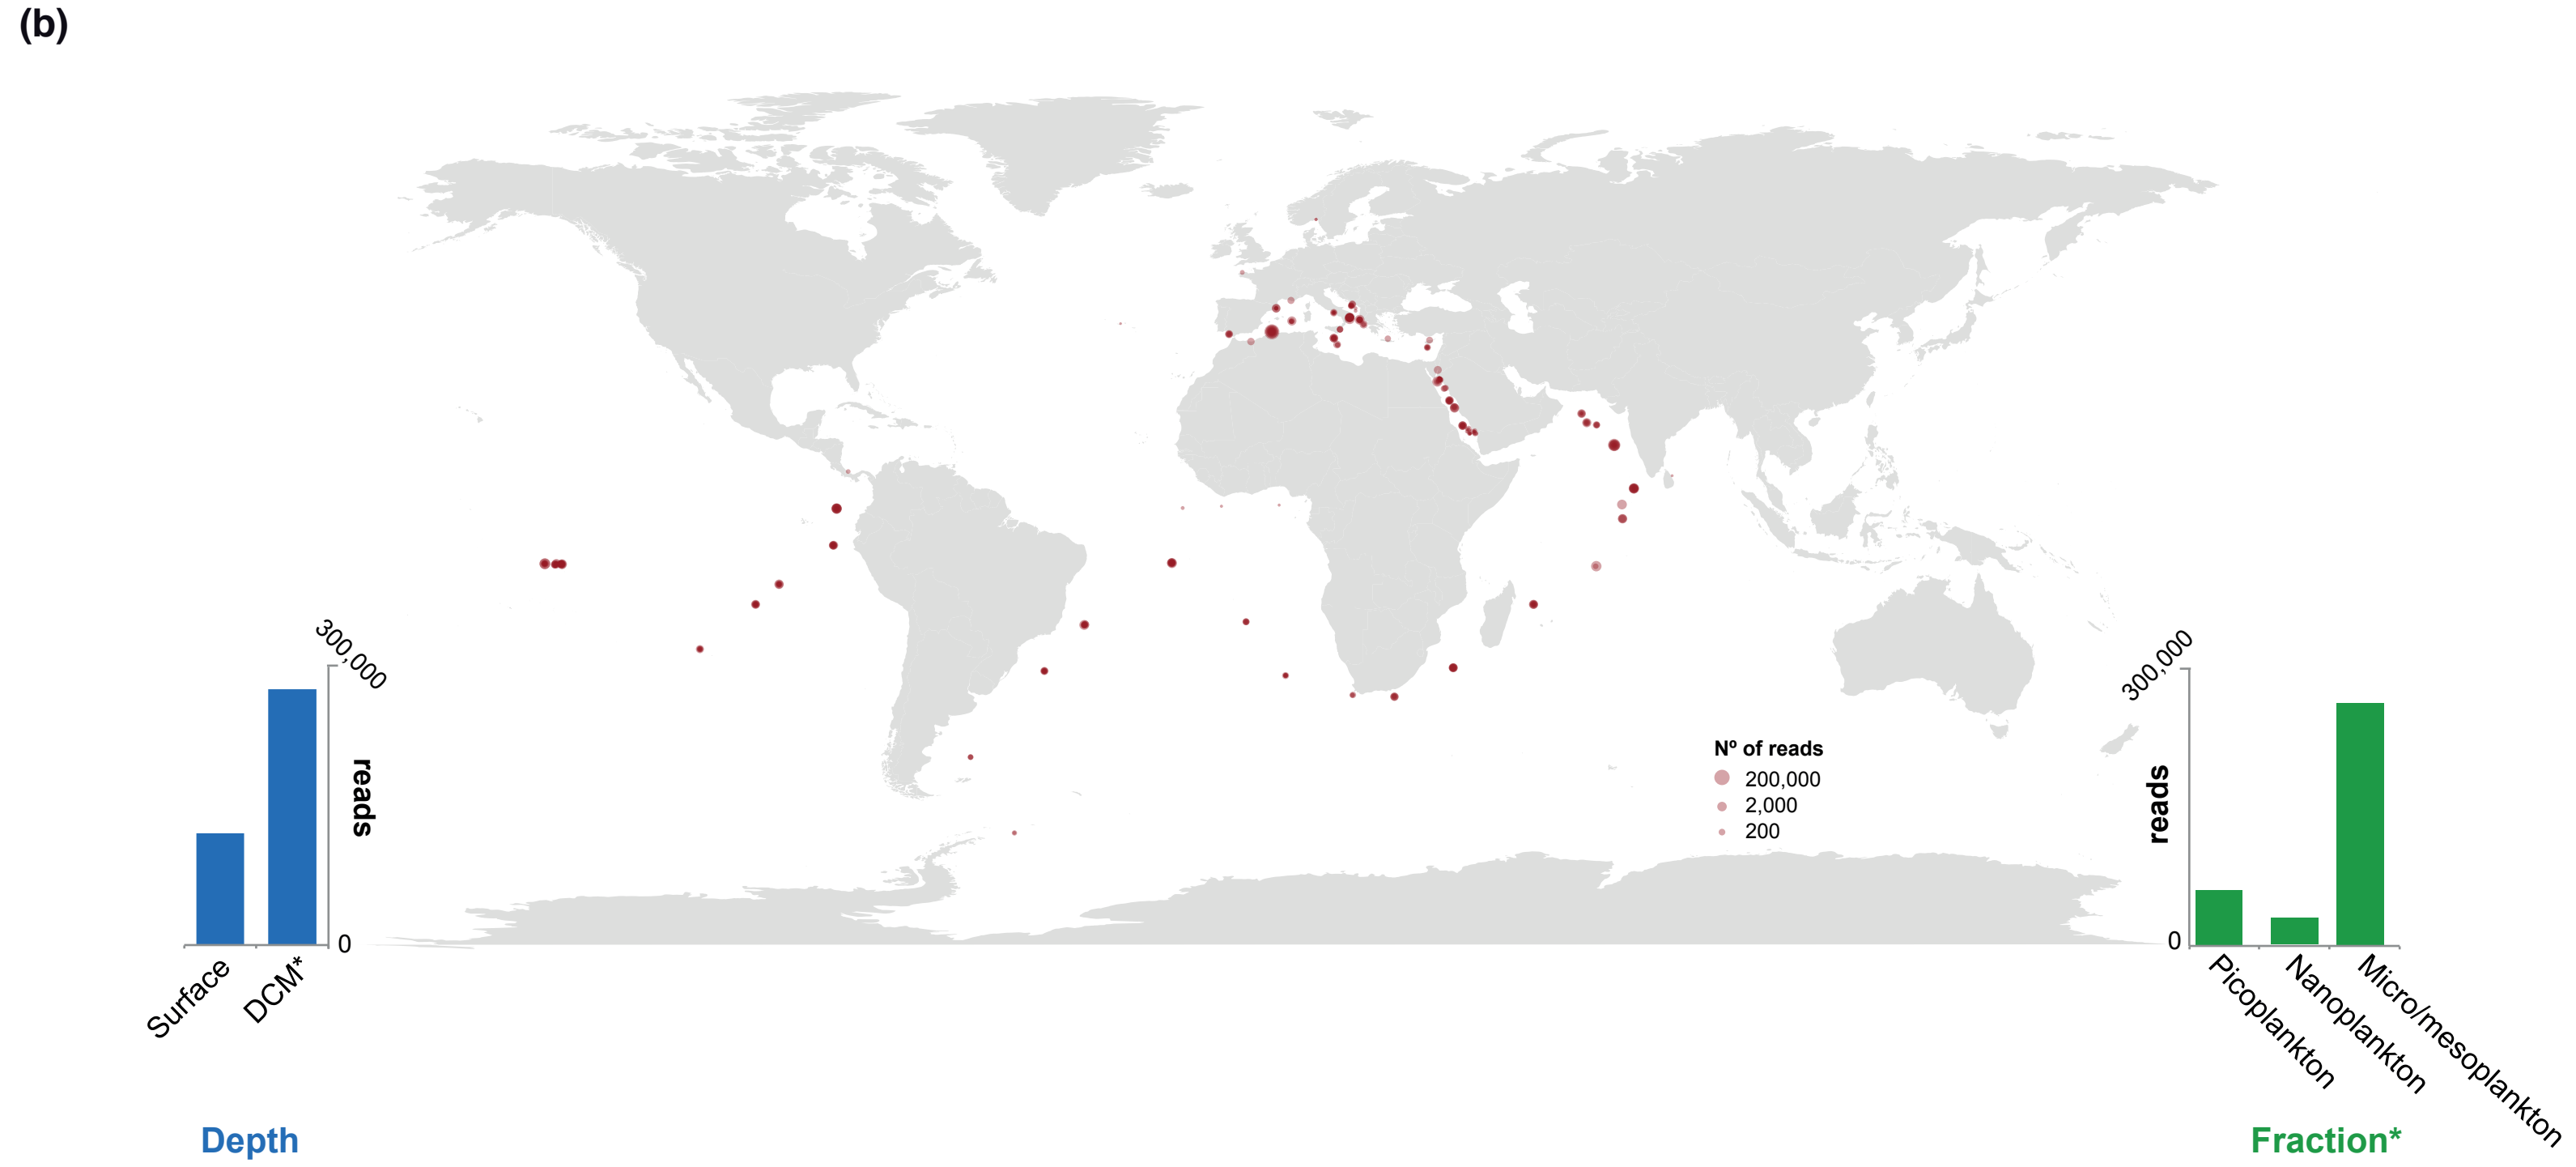 (b)
300,000
reads
0
Surface
DCM*
Depth
Nº of reads
200,000
2,000
200
300,000
reads
0
Picoplankton
Nanoplankton
Micro/mesoplankton
Fraction*